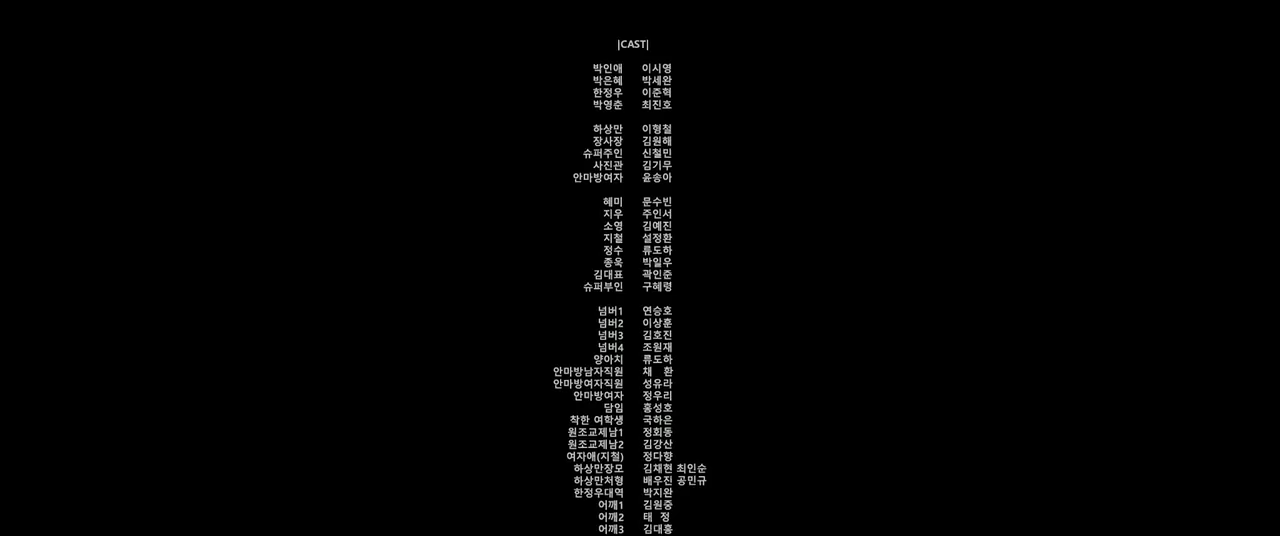 |CAST|
박인애 이시영
박은혜 박세완
한정우 이준혁
박영춘 최진호
하상만 이형철
장사장 김원해
슈퍼주인 신철민
사진관 김기무
안마방여자 윤송아
혜미 문수빈
지우 주인서
소영 김예진
지철 설정환
정수 류도하
종욱 박일우
김대표 곽인준
슈퍼부인 구혜령
넘버1 연승호
넘버2 이상훈
넘버3 김호진
넘버4 조원재
양아치 류도하
안마방남자직원 채 환
안마방여자직원 성유라
안마방여자 정우리
담임 홍성호
착한 여학생 국하은
원조교제남1 정회동
원조교제남2 김강산
여자애(지철) 정다향
하상만장모 김채현 최인순
하상만처형 배우진 공민규
한정우대역 박지완
어깨1 김원중
어깨2 태 정
어깨3 김대홍